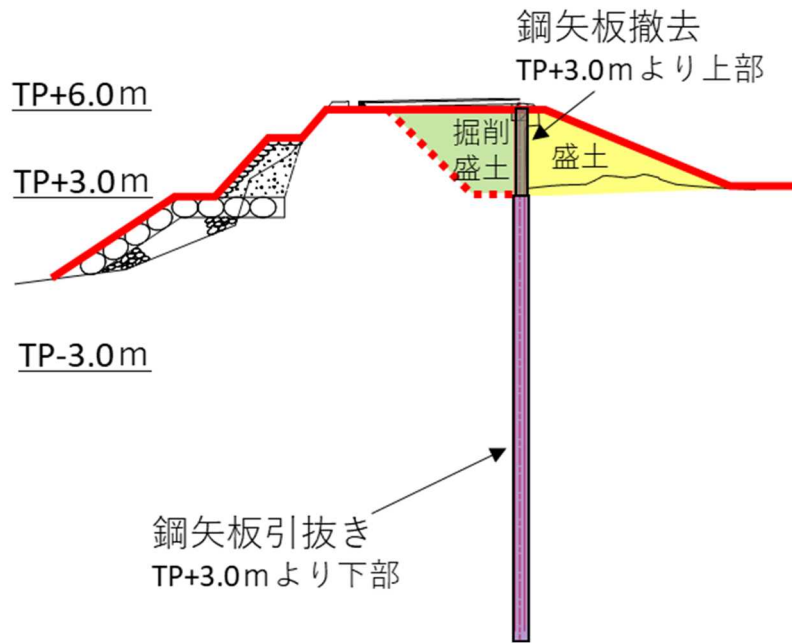 鋼矢板撤去
TP+3.0mより上部
TP+6.0m
掘削
盛土
盛土
TP+3.0m
TP-3.0m
鋼矢板引抜き
TP+3.0mより下部